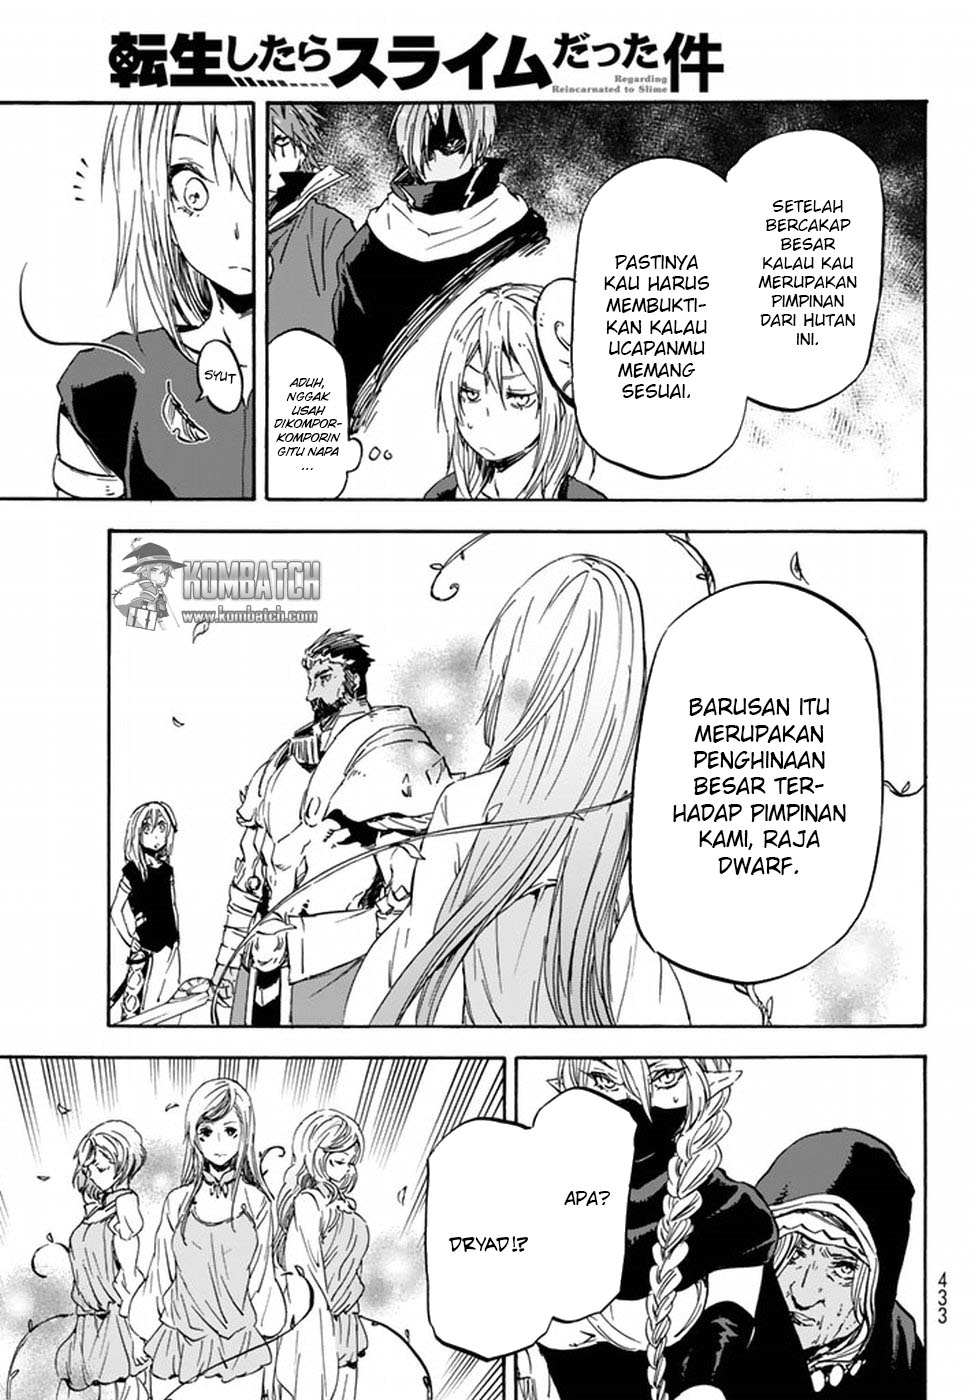 転生したらスライムだった件
Regarding
Reincarnated to Slime
SETELAH
BERCAKAP
BESAR
KALAU KAU
MERUPAKAN
PIMPINAN
DARI HUTAN
INI.
PASTINYA
KAU HARUS
MEMBUKTI-
KAN KALAU
UCAPANMU
MEMANG
SESUAI.
ADUH,
NGGAK
USAH
DIKOMPOR-
KOMPORIN
GITU NAPA
...
SYUT
KOMBATCH
www.kombatch.com
BARUSAN ITU
MERUPAKAN
PENGHINAAN
BESAR TER-
HADAP PIMPINAN
KAMI, RAJA
DWARF.
APA?
DRYAD!?
433